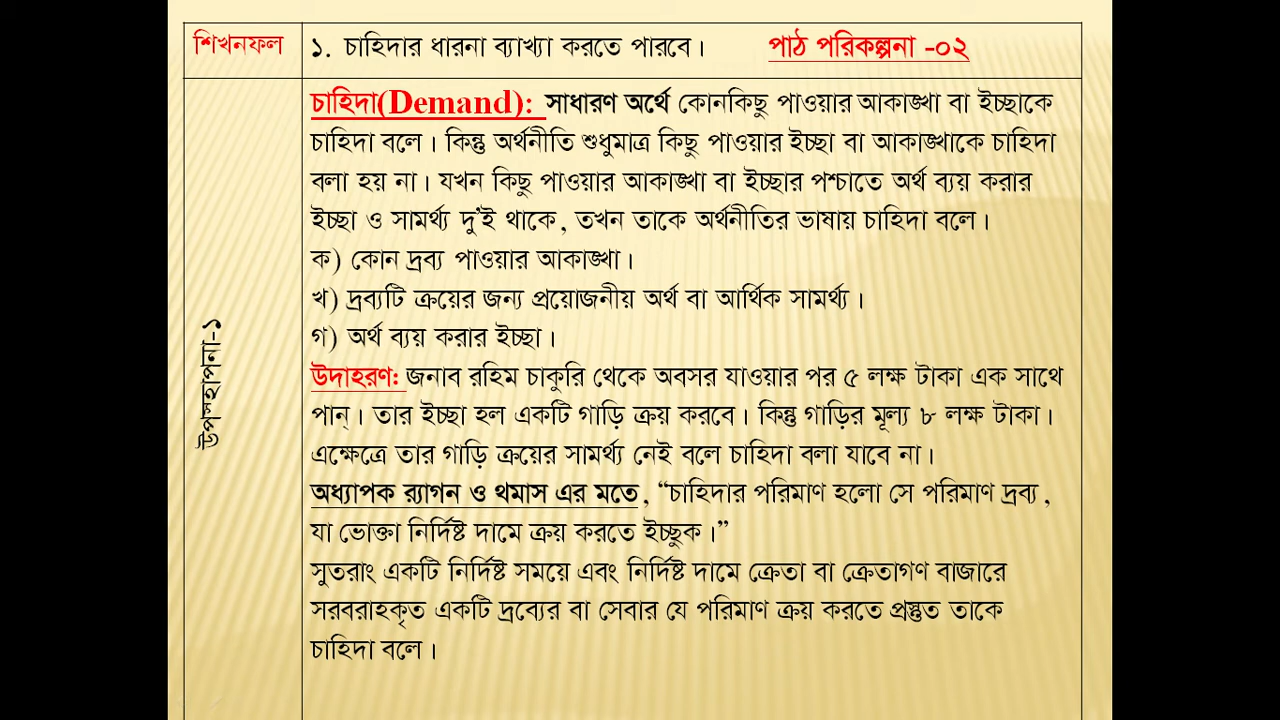 শিখনফল
১. চাহিদার ধারনা ব্যাখ্যা করতে পারবে। পাঠ পরিকল্পনা -০২
উপস্হাপনা-১
চাহিদা(Demand): সাধারণ অর্থে কোনকিছু পাওয়ার আকাঙ্খা বা ইচ্ছাকে
চাহিদা বলে। কিন্তু অর্থনীতি শুধুমাত্র কিছু পাওয়ার ইচ্ছা বা আকাঙ্খাকে চাহিদা
বলা হয় না। যখন কিছু পাওয়ার আকাঙ্খা বা ইচ্ছার পশ্চাতে অর্থ ব্যয় করার
ইচ্ছা ও সামর্থ্য দু'ই থাকে, তখন তাকে অর্থনীতির ভাষায় চাহিদা বলে।
ক) কোন দ্রব্য পাওয়ার আকাঙ্খা।
খ) দ্রব্যটি ক্রয়ের জন্য প্রয়োজনীয় অর্থ বা আর্থিক সামর্থ্য।
গ) অর্থ ব্যয় করার ইচ্ছা।
উদাহরণ: জনাব রহিম চাকুরি থেকে অবসর যাওয়ার পর ৫ লক্ষ টাকা এক সাথে
পান্। তার ইচ্ছা হল একটি গাড়ি ক্রয় করবে। কিন্তু গাড়ির মূল্য ৮ লক্ষ টাকা।
এক্ষেত্রে তার গাড়ি ক্রয়ের সামর্থ্য নেই বলে চাহিদা বলা যাবে না।
অধ্যাপক র‍্যাগন ও থমাস এর মতে, “চাহিদার পরিমাণ হলো সে পরিমাণ দ্রব্য,
যা ভোক্তা নির্দিষ্ট দামে ক্রয় করতে ইচ্ছুক।”
সুতরাং একটি নির্দিষ্ট সময়ে এবং নির্দিষ্ট দামে ক্রেতা বা ক্রেতাগণ বাজারে
সরবরাহকৃত একটি দ্রব্যের বা সেবার যে পরিমাণ ক্রয় করতে প্রস্তুত তাকে
চাহিদা বলে।